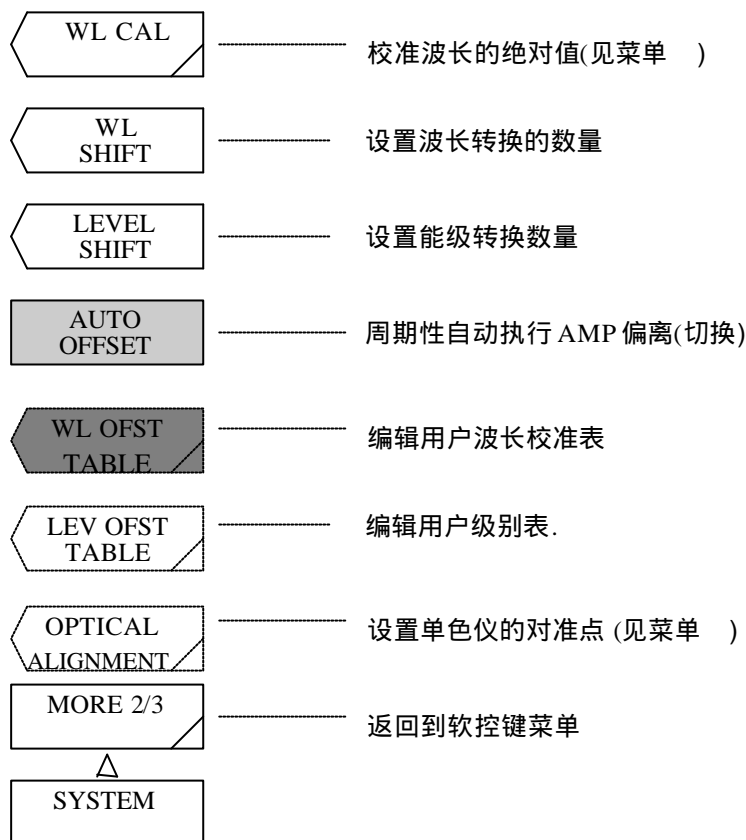 WL CAL
校准波长的绝对值(见菜单 )
WL
SHIFT
设置波长转换的数量
LEVEL
SHIFT
设置能级转换数量
AUTO
OFFSET
周期性自动执行 AMP 偏离(切换)
WL OFST
TABLE
编辑用户波长校准表
LEV OFST
TABLE
编辑用户级别表.
OPTICAL
ALIGNMENT
设置单色仪的对准点 (见菜单 )
MORE 2/3
返回到软控键菜单
SYSTEM